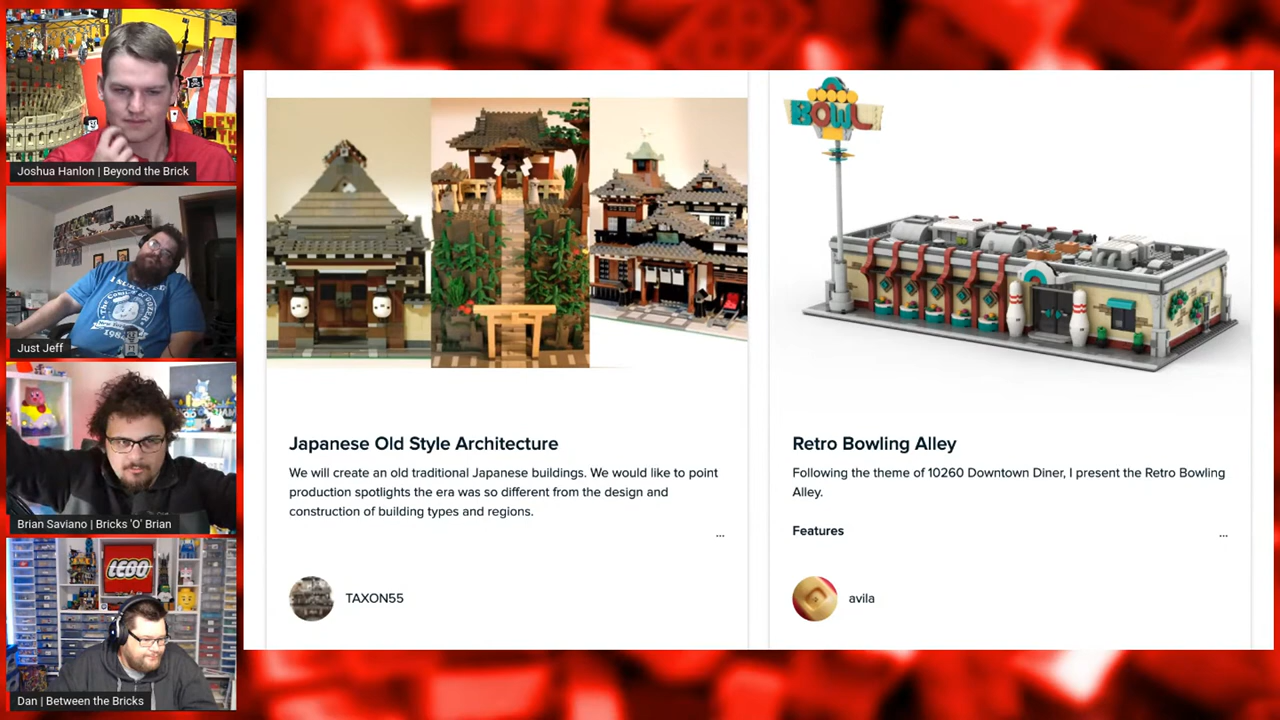 Joshua Hanlon | Beyond the Brick
Just Jeff
1982
Brian Saviano | Bricks 'O' Brian
LEGO
Dan | Between the Bricks
BOWL
Japanese Old Style Architecture
We will create an old traditional Japanese buildings. We would like to point
production spotlights the era was so different from the design and
construction of building types and regions.
...
TAXON55
Retro Bowling Alley
Following the theme of 10260 Downtown Diner, I present the Retro Bowling
Alley.
Features
...
avila